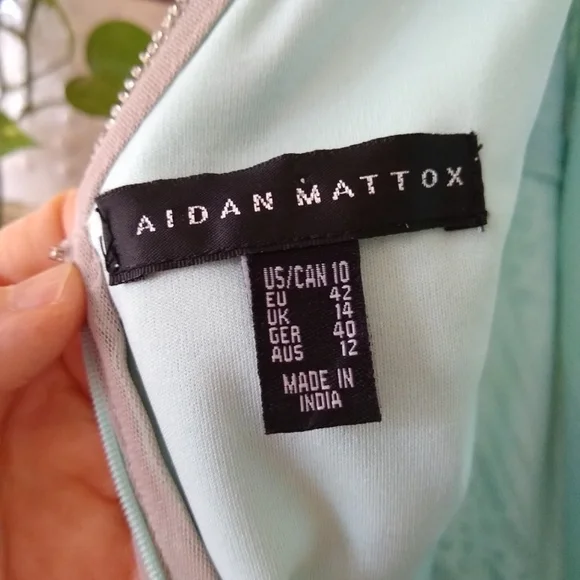 AIDAN MATTOX
US/CAN 10
EU 42
UK 14
GER 40
AUS 12
MADE IN
INDIA